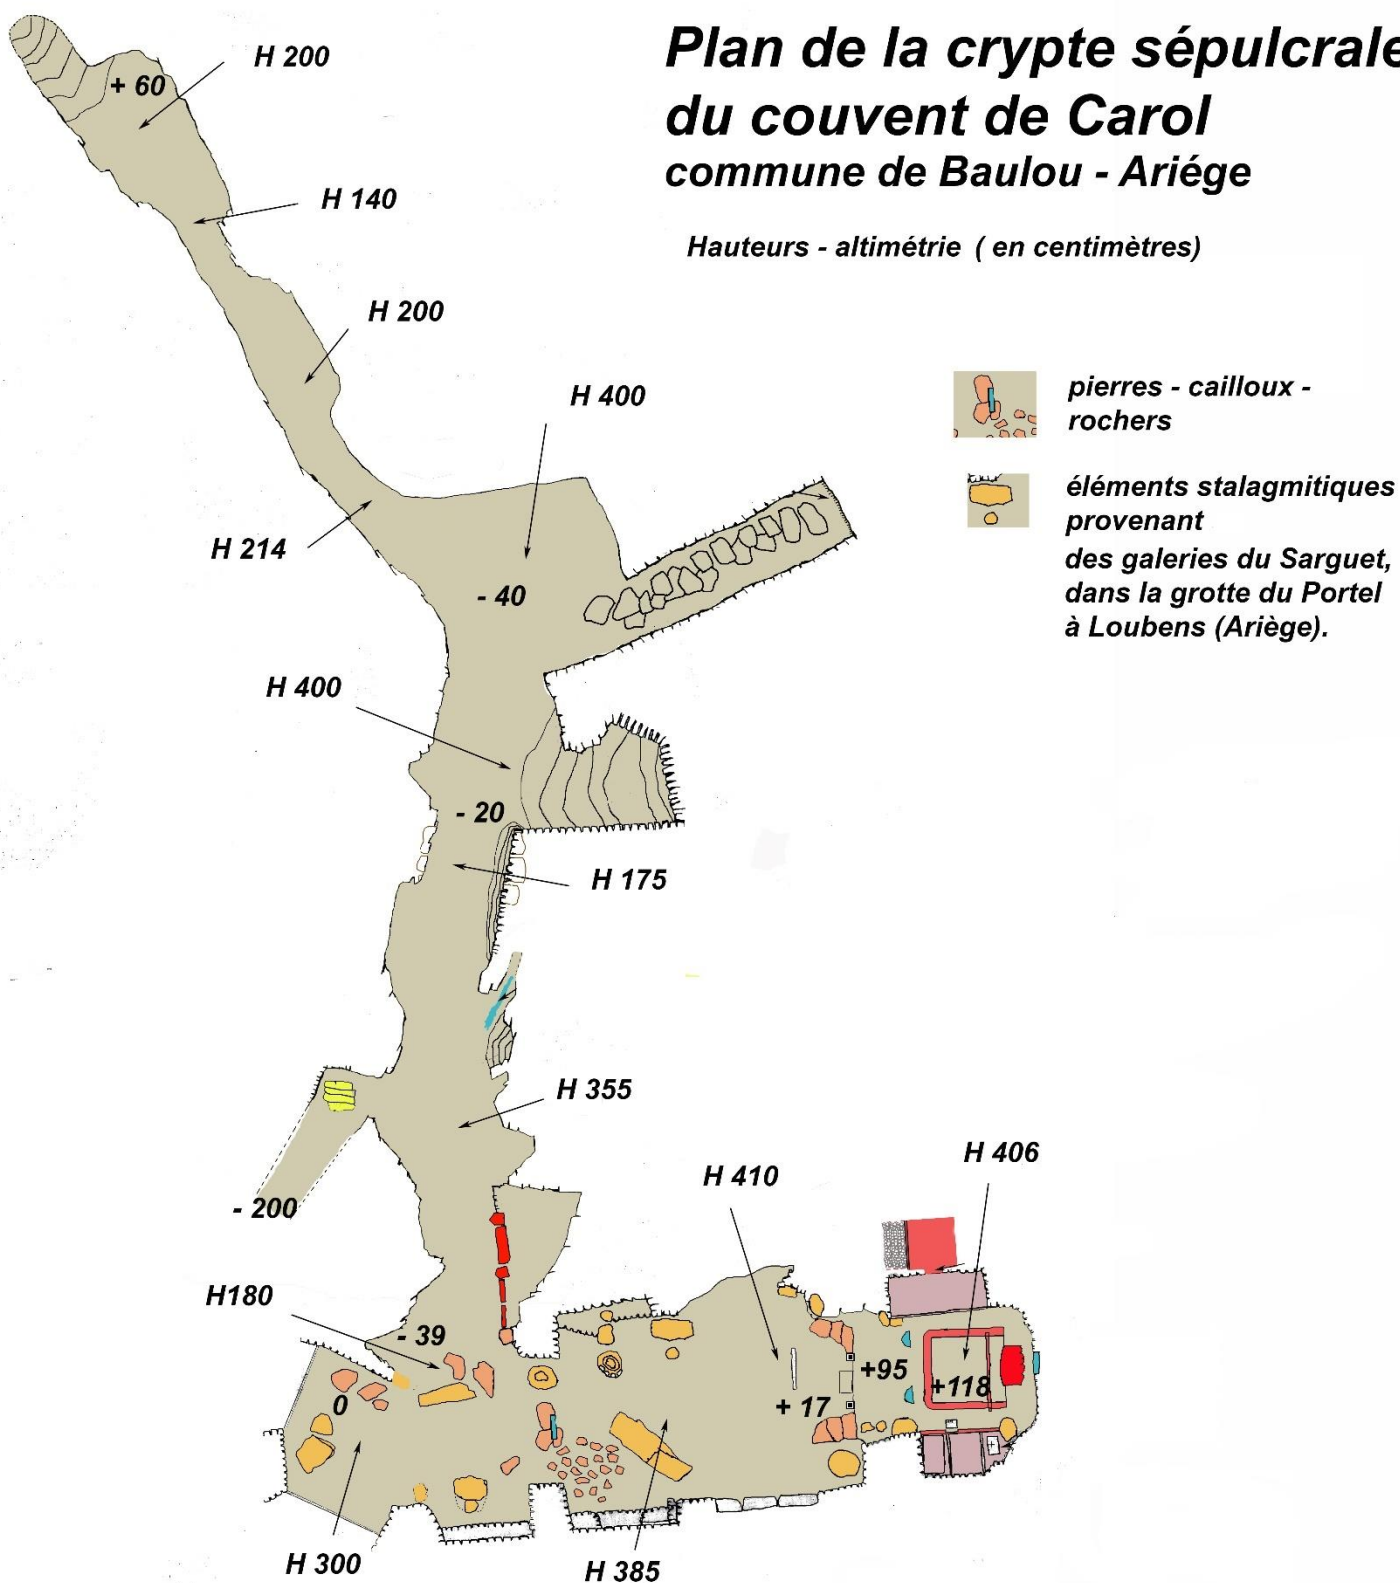 Plan de la crypte sépulcrale
du couvent de Carol
commune de Baulou - Ariége
Hauteurs - altimétrie ( en centimètres)
H 200
+ 60
H 140
H 200
H 400
pierres - cailloux -
rochers
éléments stalagmitiques
provenant
des galeries du Sarguet,
dans la grotte du Portel
à Loubens (Ariège).
H 214
- 40
H 400
- 20
H 175
H 355
- 200
H 410
H 406
H180
- 39
0
+ 17
+95
+118
H 300
H 385